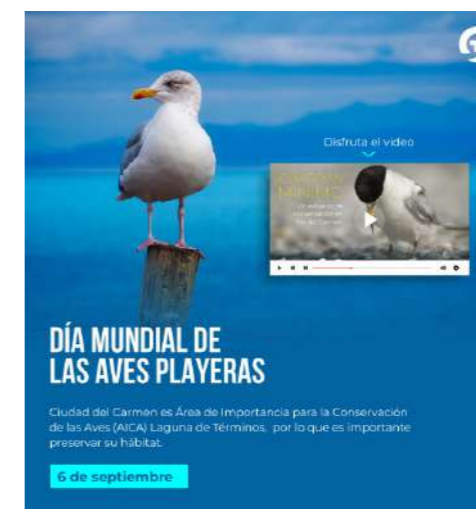 Disfruta el video
DÍA MUNDIAL DE
LAS AVES PLAYERAS
Ciudad del Carmen es Área de Importancia para la Conservación
de las Aves (AICA) Laguna de Términos, por lo que es importante
preservar su hábitat.
6 de septiembre